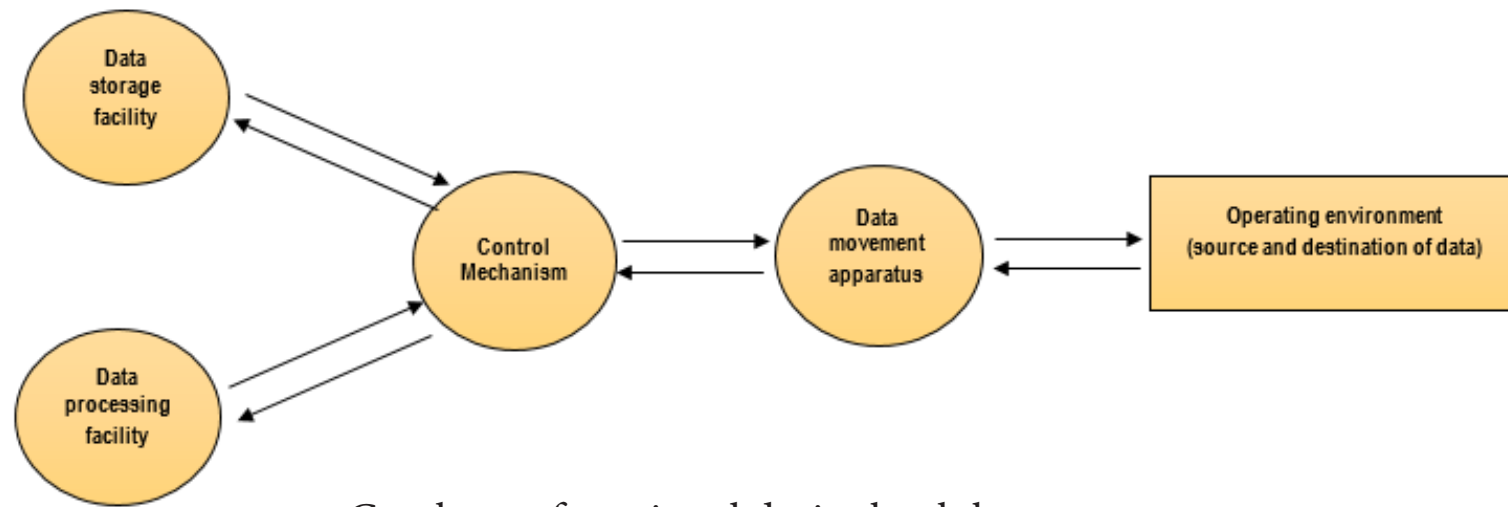 Data
storage
facility
Control
Mechanism
Data
movement
apparatus
Operating environment
(source and destination of data)
Data
processing
facility